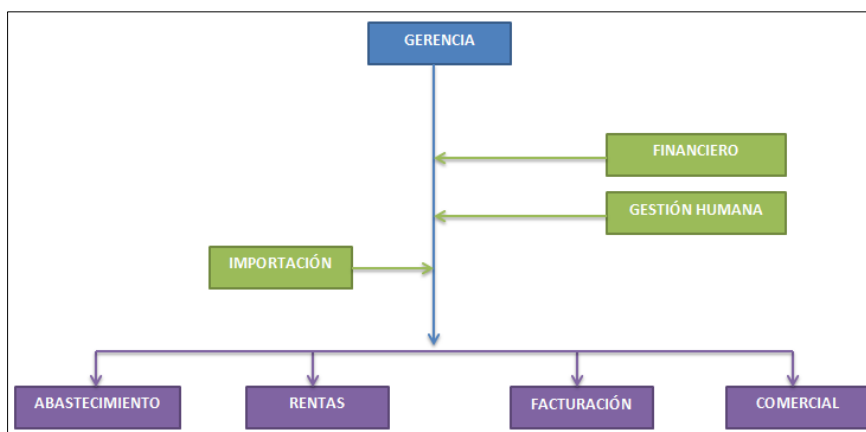 GERENCIA
FINANCIERO
GESTIÓN HUMANA
IMPORTACIÓN
ABASTECIMIENTO
RENTAS
FACTURACIÓN
COMERCIAL